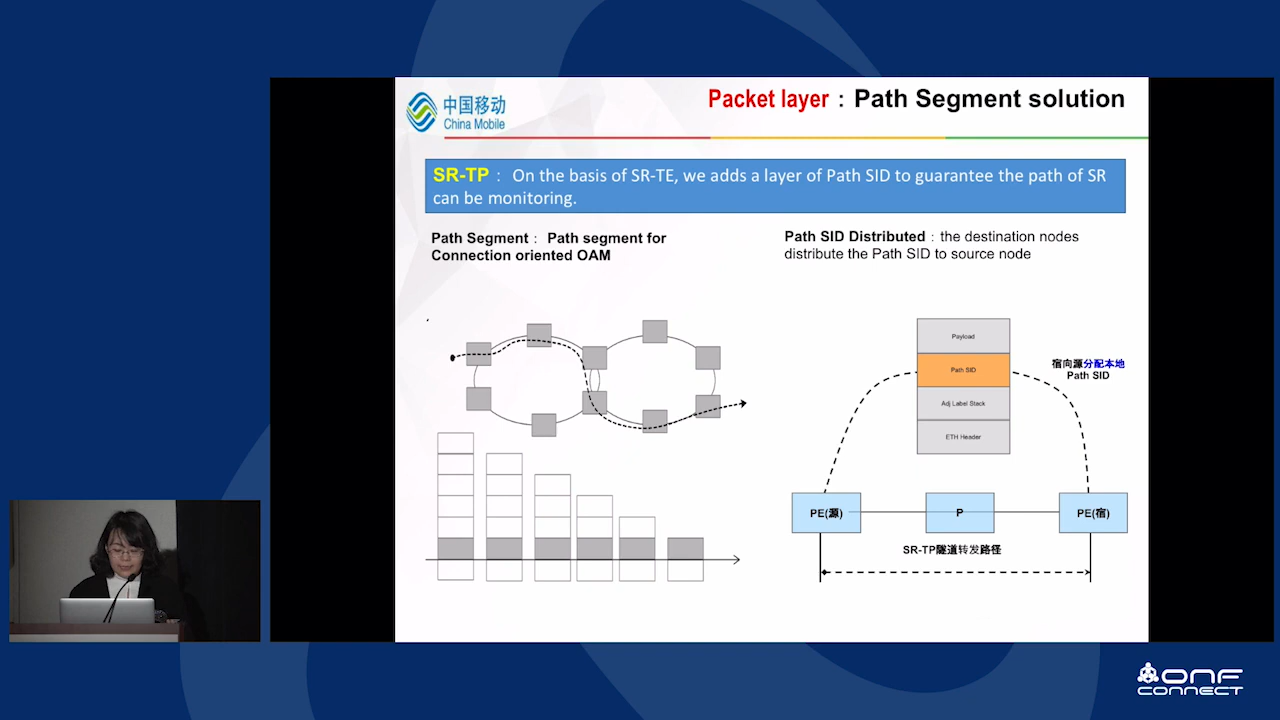 中国移动
China Mobile
Packet layer：Path Segment solution
SR-TP： On the basis of SR-TE, we adds a layer of Path SID to guarantee the path of SR
can be monitoring.
Path Segment： Path segment for
Connection oriented OAM
Path SID Distributed：the destination nodes
distribute the Path SID to source node
Payload
Path SID
Adj Label Stack
ETH Header
宿向源分配本地
Path SID
PE(源)
P
PE(宿)
SR-TP隧道转发路径
ONF
CONNECT